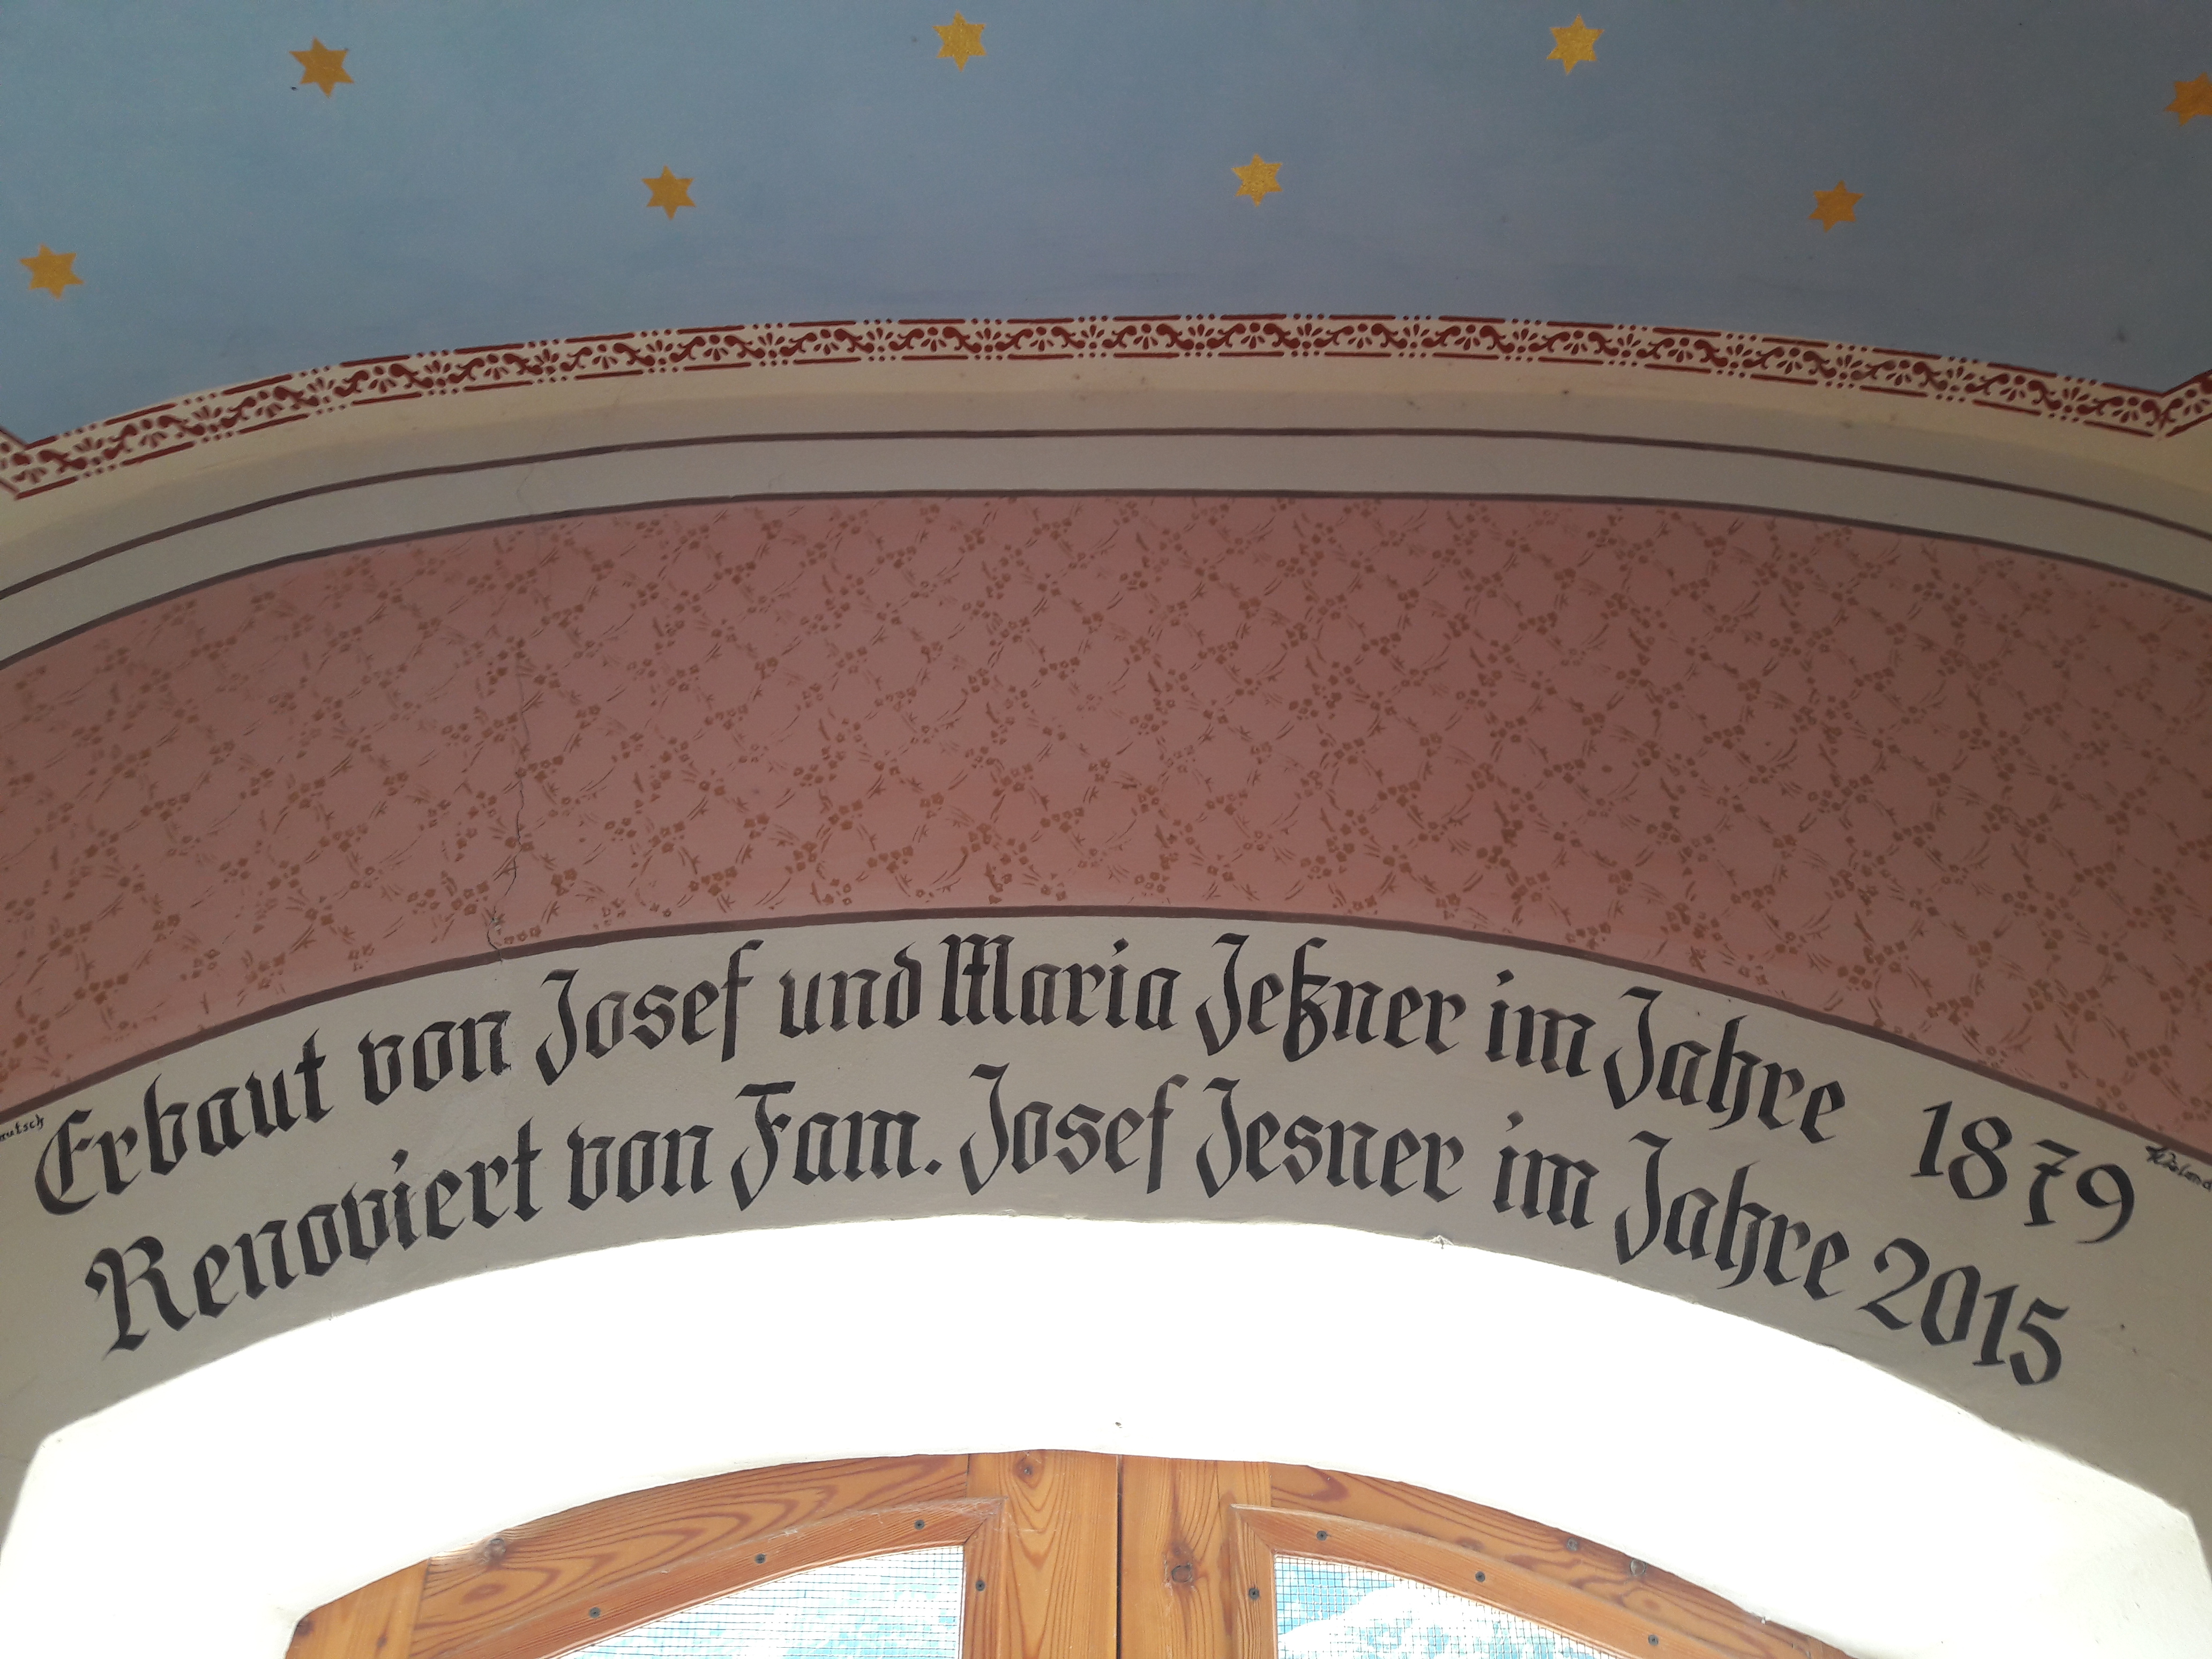 Erbaut von Josef und Maria Jeßner im Jahre 1879
Renoviert von Fam. Josef Jesner im Jahre 2015